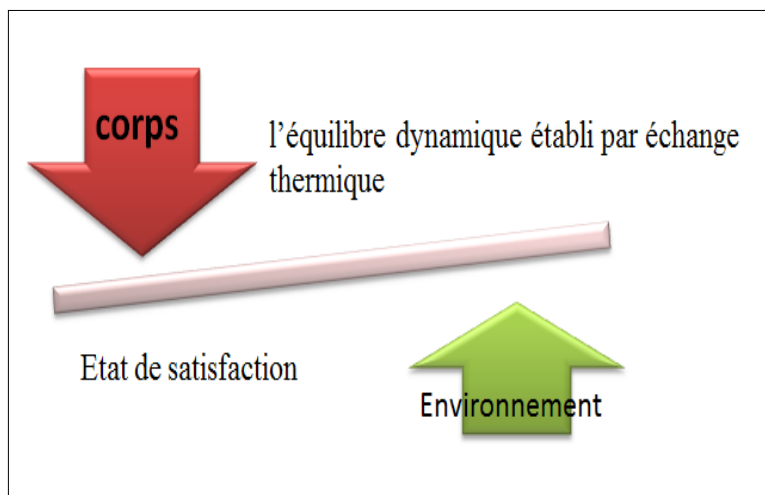 corps
l'équilibre dynamique établi par échange
thermique
Etat de satisfaction
Environnement